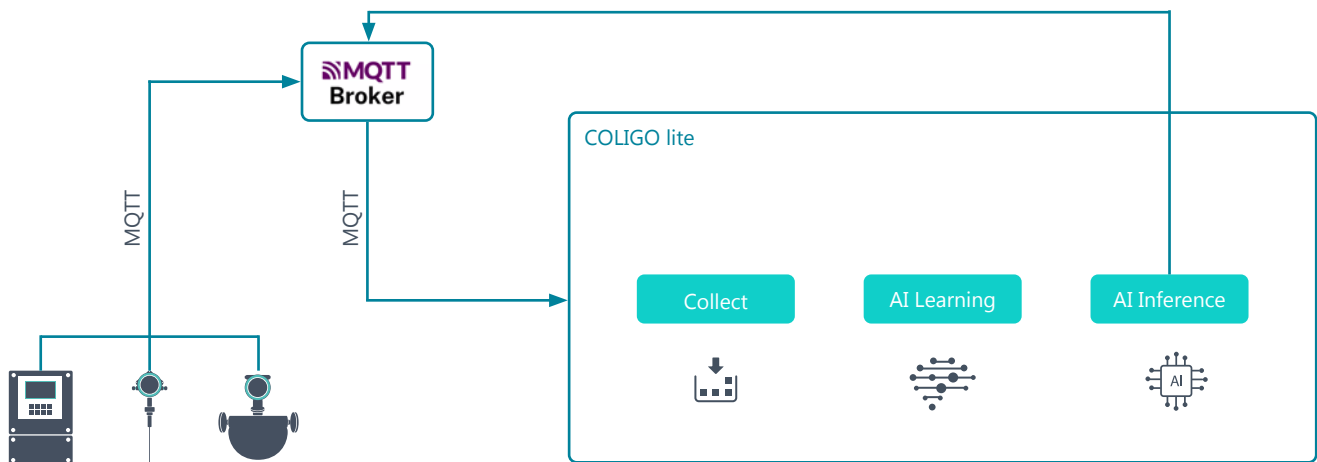 MQTT
Broker
COLIGO lite
MQTT
MQTT
Collect
AI Learning
AI Inference
AI